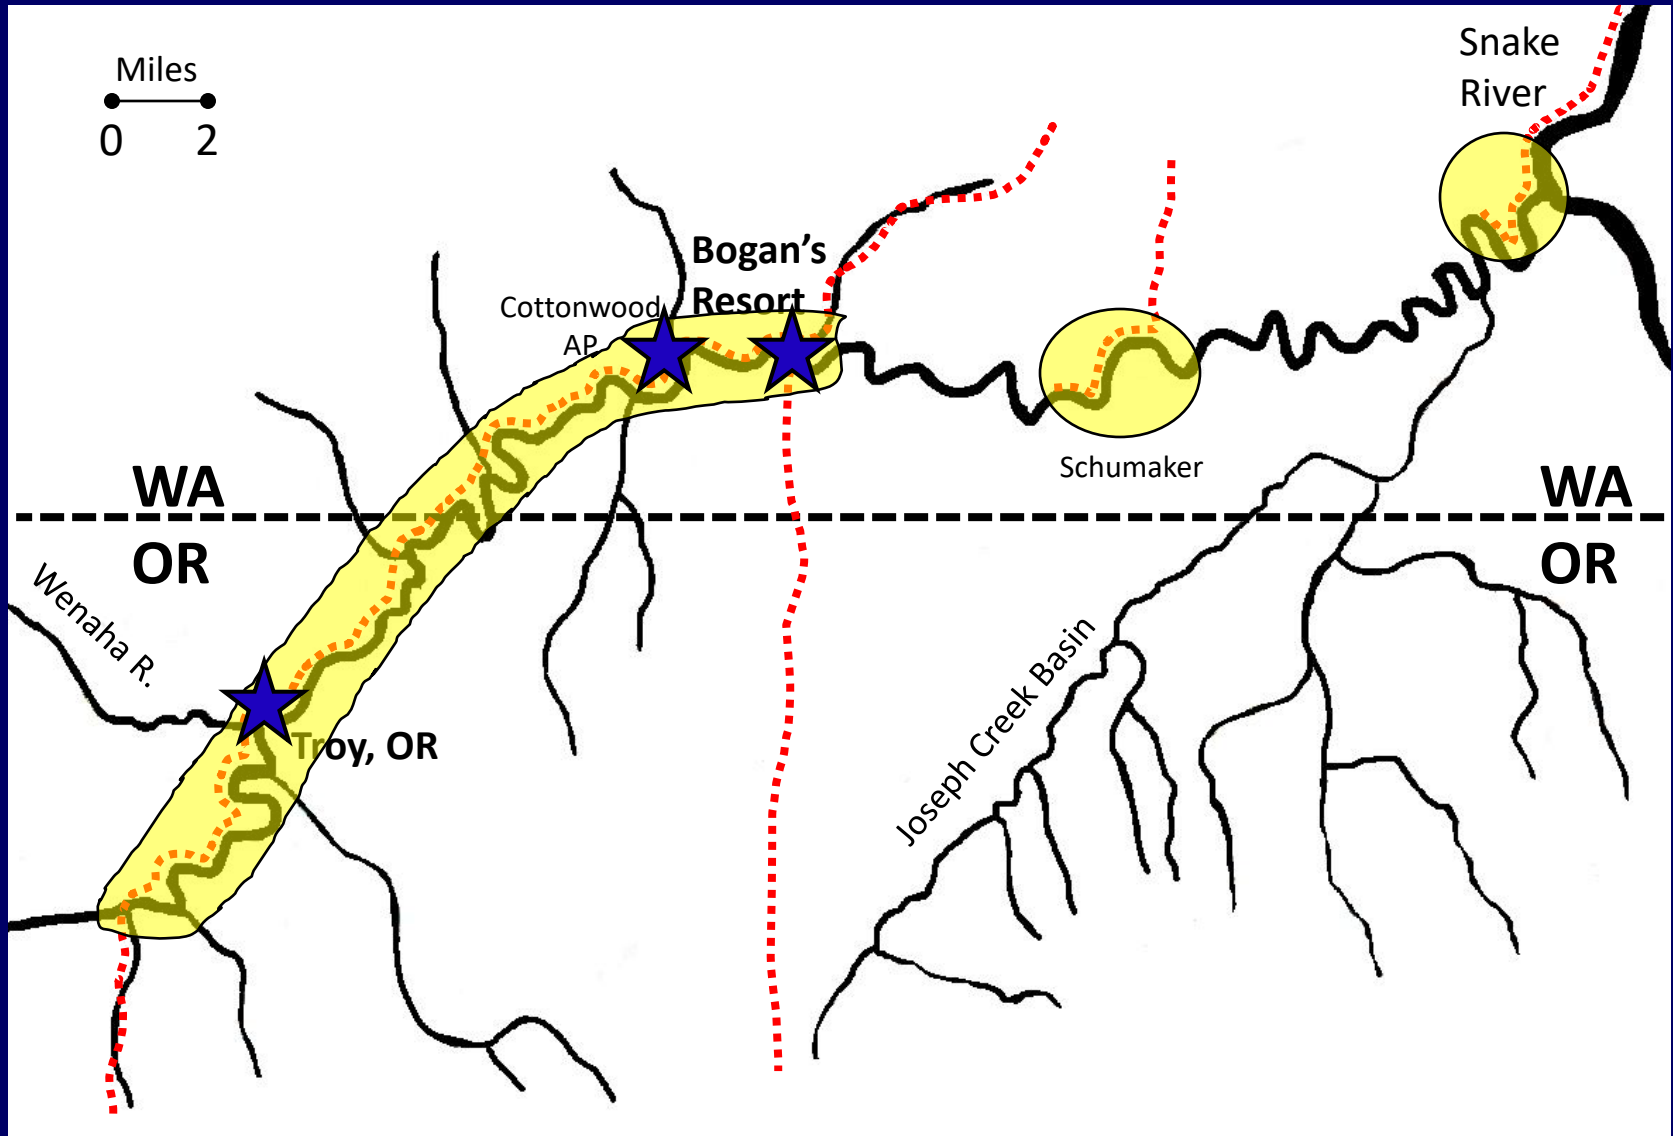 Miles
0 2
Snake
River
Bogan's
Resort
Cottonwood
AP
Schumaker
WA
WA
OR
OR
Wenaha R.
Joseph Creek Basin
Troy, OR